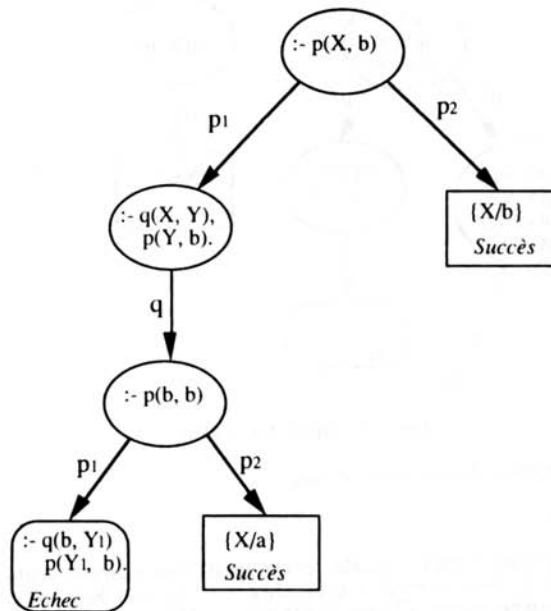 :- p(X, b)
p1
p2
:- q(X, Y),
p(Y, b).
{X/b}
Succès
q
:- p(b, b)
p1
p2
:- q(b, Y1)
p(Y1, b).
Echec
{X/a}
Succès